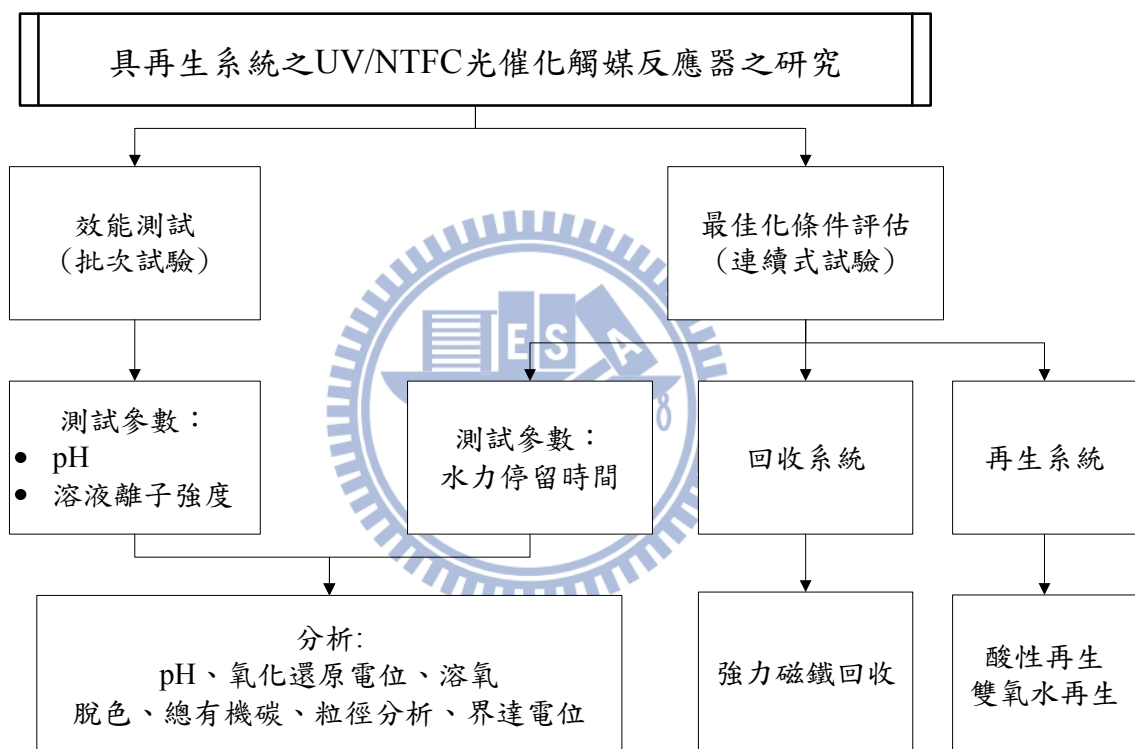 具再生系統之UV/NTFC光催化觸媒反應器之研究
效能測試
（批次試驗）
最佳化條件評估
（連續式試驗）
E S A
測試參數：
• pH
• 溶液離子強度
測試參數：
水力停留時間
回收系統
再生系統
分析:
pH、氧化還原電位、溶氧
脫色、總有機碳、粒徑分析、界達電位
強力磁鐵回收
酸性再生
雙氧水再生